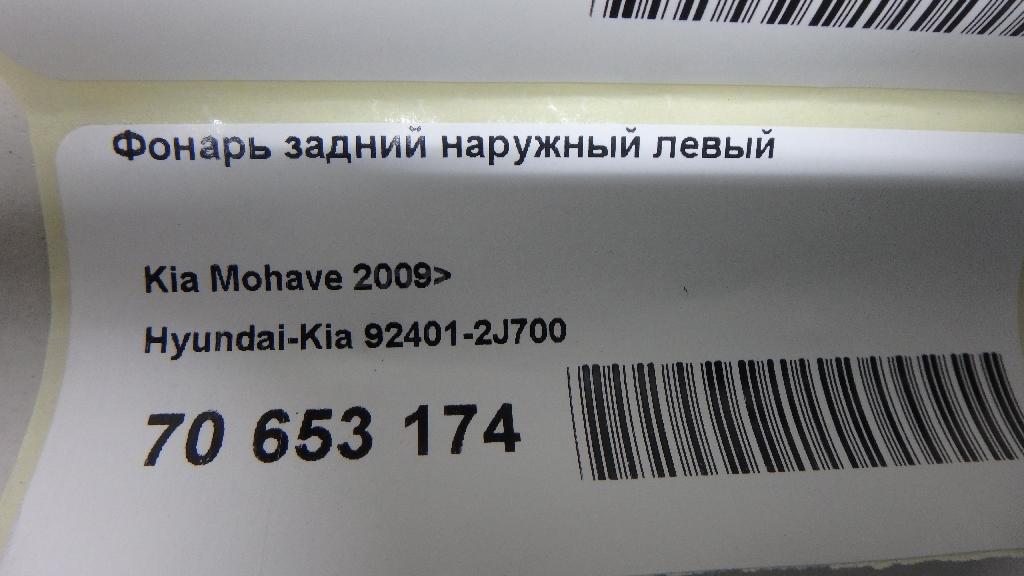 Фонарь задний наружный левый
Kia Mohave 2009>
Hyundai-Kia 92401-2J700
70 653 174